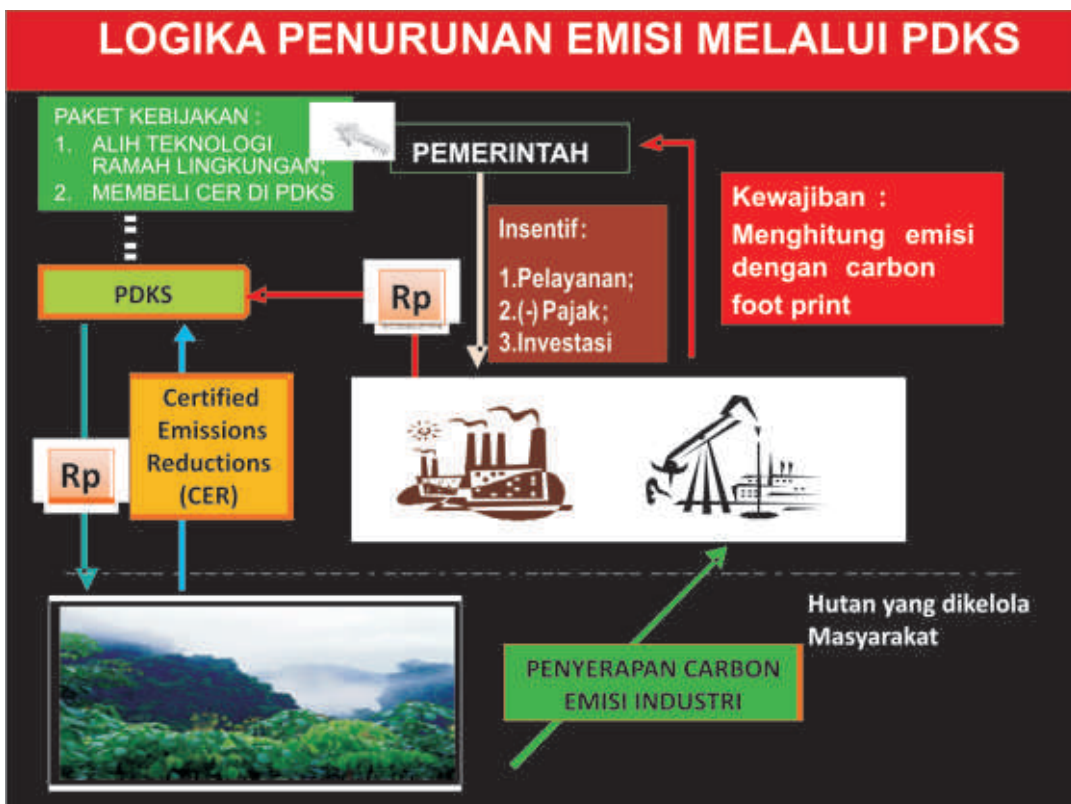 LOGIKA PENURUNAN EMISI MELALUI PDKS
PAKET KEBIJAKAN :
1. ALIH TEKNOLOGI
RAMAH LINGKUNGAN;
2. MEMBELI CER DI PDKS
PEMERINTAH
Kewajiban :
Menghitung emisi
dengan carbon
foot print
Insentif:
1.Pelayanan;
2.(-) Pajak;
3.Investasi
PDKS
Rp
Certified
Emissions
Reductions
(CER)
Rp
Hutan yang dikelola
Masyarakat
PENYERAPAN CARBON
EMISI INDUSTRI